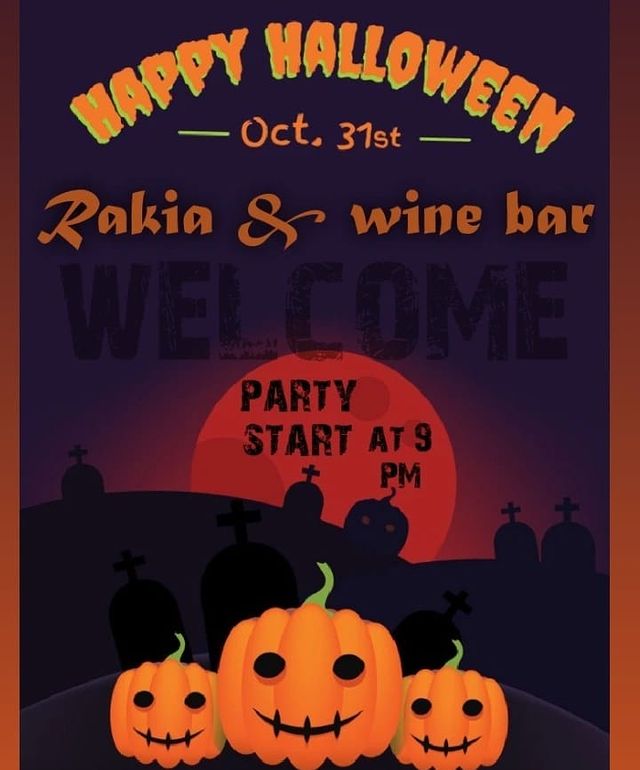 HAPPY HALLOWEEN
Oct. 31st
Rakia & wine bar
WELCOME
PARTY
START AT 9
PM